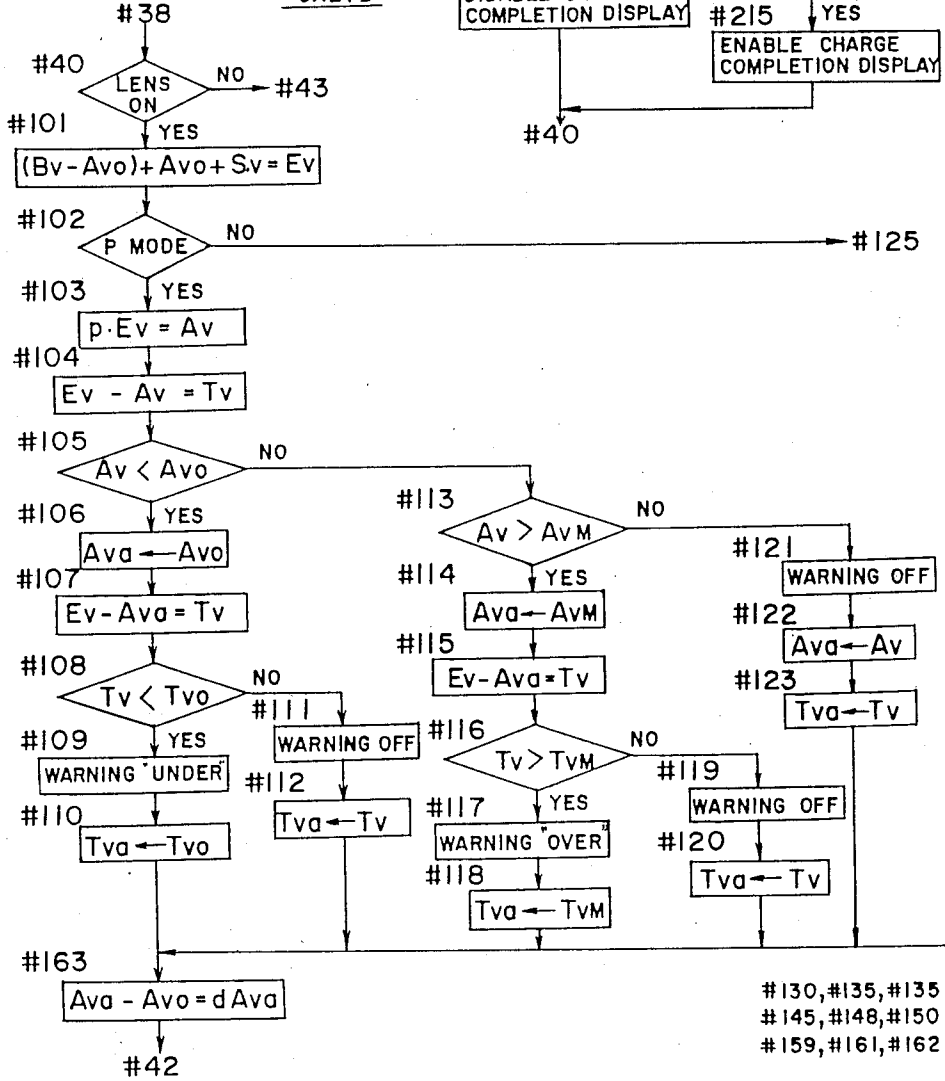 #38
COMPLETION DISPLAY
#215
YES
ENABLE CHARGE
COMPLETION DISPLAY
#40
#40
LENS
ON
NO
#43
#101
YES
(Bv-Avo)+Avo+Sv=Ev
#102
P MODE
NO
#125
#103
YES
p·Ev=Av
#104
Ev - Av = Tv
#105
Av < Avo
NO
#106
YES
Ava ← Avo
#107
Ev-Ava=Tv
#108
Tv < Tvo
NO
#109
YES
WARNING "UNDER"
#110
Tva ← Tvo
#111
WARNING OFF
#112
Tva ← Tv
#113
Av > AvM
NO
#114
YES
Ava ← AvM
#115
Ev-Ava=Tv
#116
Tv > TvM
NO
#117
YES
WARNING "OVER"
#118
Tva ← TvM
#119
WARNING OFF
#120
Tva ← Tv
#121
WARNING OFF
#122
Ava ← Av
#123
Tva ← Tv
#163
Ava - Avo = dAva
#42
#130,#135,#135
#145,#148,#150
#159,#161,#162